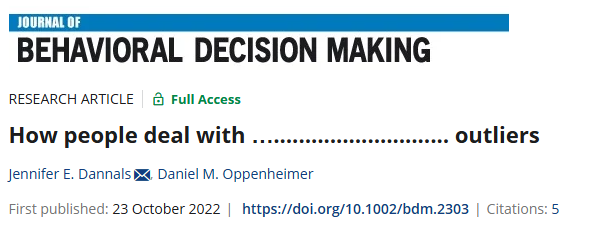 JOURNAL OF
BEHAVIORAL DECISION MAKING
RESEARCH ARTICLE | Full Access
How people deal with …............................ outliers
Jennifer E. Dannals, Daniel M. Oppenheimer
First published: 23 October 2022 | https://doi.org/10.1002/bdm.2303 | Citations: 5